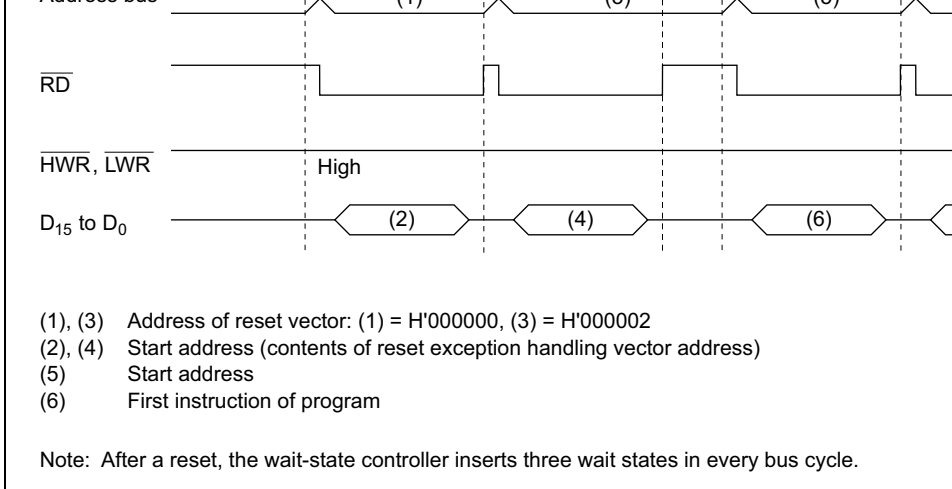 Address bus (1) (3) (5)
RD
HWR, LWR High
D15 to D0 (2) (4) (6)
(1), (3) Address of reset vector: (1) = H'000000, (3) = H'000002
(2), (4) Start address (contents of reset exception handling vector address)
(5) Start address
(6) First instruction of program
Note: After a reset, the wait-state controller inserts three wait states in every bus cycle.